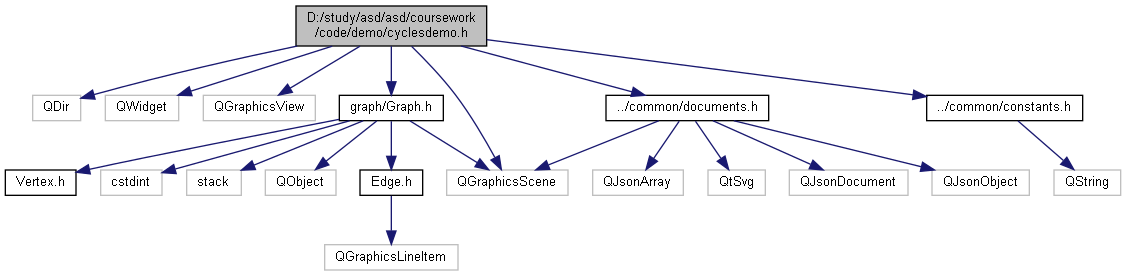 D:/study/asd/asd/coursework
/code/demo/cyclesdemo.h
QDir
QWidget
QGraphicsView
graph/Graph.h
../common/documents.h
../common/constants.h
Vertex.h
cstdint
stack
QObject
Edge.h
QGraphicsScene
QJsonArray
QtSvg
QJsonDocument
QJsonObject
QString
QGraphicsLineItem